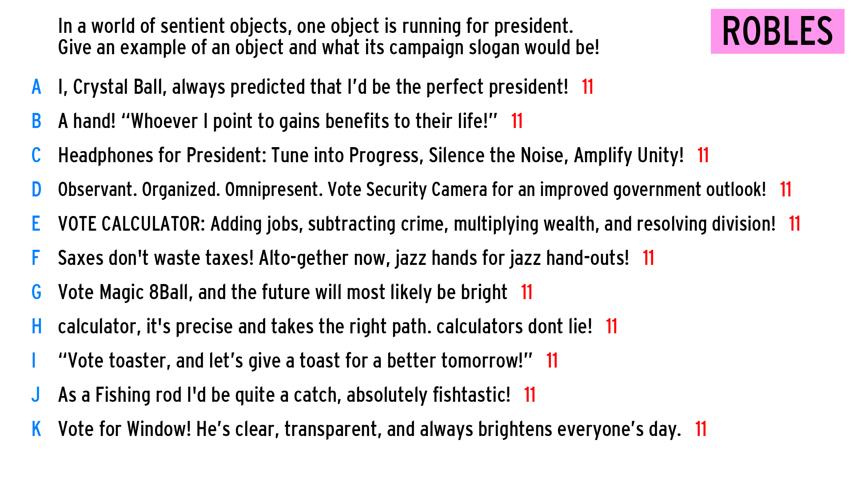 In a world of sentient objects, one object is running for president.
Give an example of an object and what its campaign slogan would be!
ROBLES
A I, Crystal Ball, always predicted that I'd be the perfect president! 11
B A hand! “Whoever I point to gains benefits to their life!” 11
C Headphones for President: Tune into Progress, Silence the Noise, Amplify Unity! 11
D Observant. Organized. Omnipresent. Vote Security Camera for an improved government outlook! 11
E VOTE CALCULATOR: Adding jobs, subtracting crime, multiplying wealth, and resolving division! 11
F Saxes don't waste taxes! Alto-gether now, jazz hands for jazz hand-outs! 11
G Vote Magic 8Ball, and the future will most likely be bright 11
H calculator, it's precise and takes the right path. calculators dont lie! 11
I “Vote toaster, and let’s give a toast for a better tomorrow!” 11
J As a Fishing rod I'd be quite a catch, absolutely fishtastic! 11
K Vote for Window! He’s clear, transparent, and always brightens everyone’s day. 11